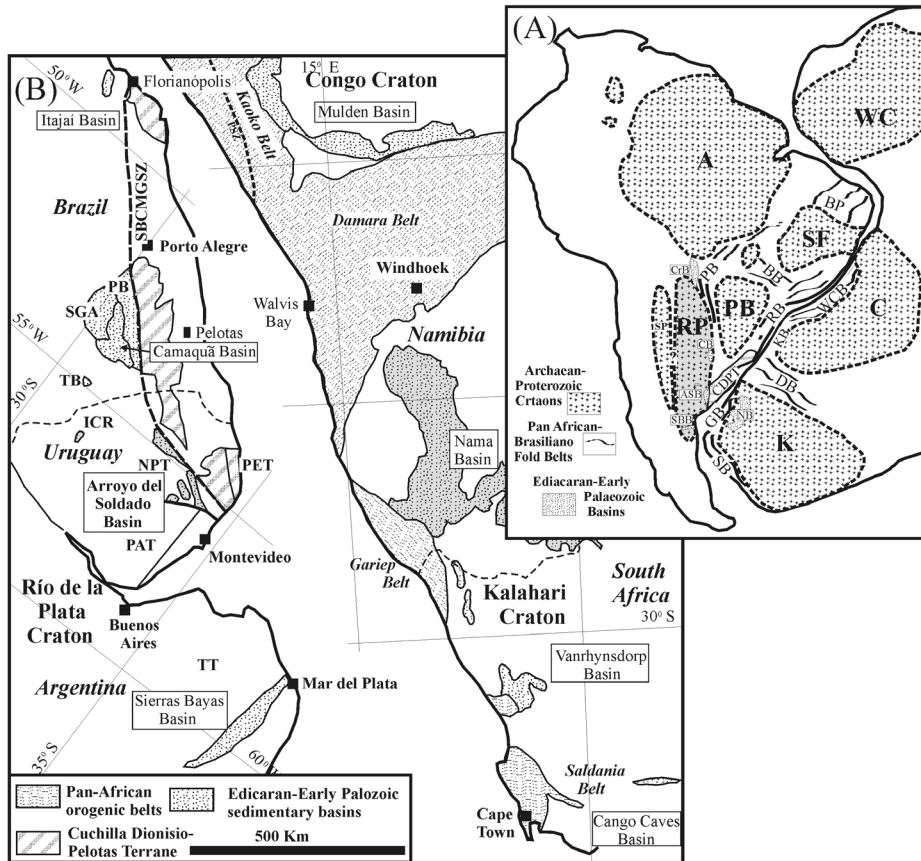 (A)
WC
A
BP
SF
CrB
PB
BB
SP
RP
PB
RB
WCB
C
CB
KB
CDPT
DB
ASB
SBB
GB
NB
K
SB
Archaean-
Proterozoic
Crtaons
Pan African-
Brasiliano
Fold Belts
Ediacaran-Early
Palaeozoic
Basins
(B)
50° W
Florianópolis
Itajaí Basin
15° E
Congo Craton
Mulden Basin
Kaoko Belt
PSZ
Brazil
SBCMGSZ
Damara Belt
Porto Alegre
Windhoek
Walvis
Bay
PB
SGA
55° W
Pelotas
Camaquã Basin
Namibia
30° S
TB
ICR
Uruguay
Nama
Basin
NPT
PET
Arroyo del
Soldado
Basin
PAT
Montevideo
Gariep
Belt
Kalahari
Craton
South
Africa
30° S
Río de la
Plata
Craton
Buenos
Aires
TT
Vanrhynsdorp
Basin
Argentina
Mar del Plata
Sierras Bayas
Basin
35° S
60° W
Saldania
Belt
Cape
Town
Cango Caves
Basin
Pan-African
orogenic belts
Edicaran-Early Palozoic
sedimentary basins
Cuchilla Dionisio-
Pelotas Terrane
500 Km